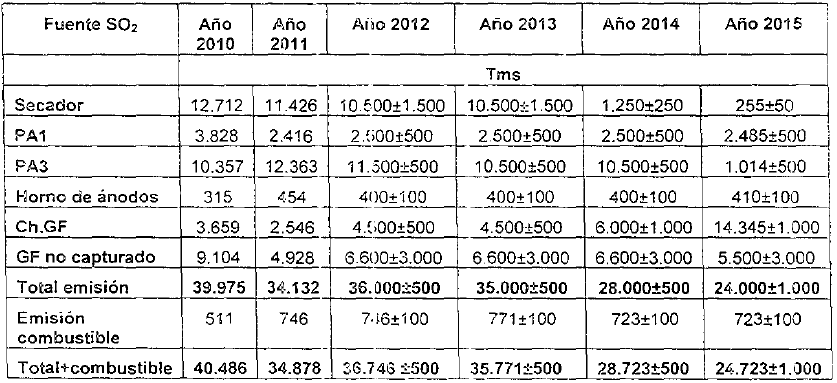 Fuente SO₂ Año 2010 Año 2011 Año 2012 Año 2013 Año 2014 Año 2015
Tms
Secador 12.712 11.426 10.500±1.500 10.500±1.500 1.250±250 255±50
PA1 3.828 2.416 2.500±500 2.500±500 2.500±500 2.485±500
PA3 10.357 12.363 11.500±500 10.500±500 10.500±500 1.014±500
Horno de ánodos 315 454 400±100 400±100 400±100 410±100
Ch.GF 3.659 2.546 4.500±500 4.500±500 6.000±1.000 14.345±1.000
GF no capturado 9.104 4.928 6.600±3.000 6.600±3.000 6.600±3.000 5.500±3.000
Total emisión 39.975 34.132 36.000±500 35.000±500 28.000±500 24.000±1.000
Emisión combustible 511 746 746±100 771±100 723±100 723±100
Total+combustible 40.486 34.878 36.746 ±500 35.771±500 28.723±500 24.723±1.000